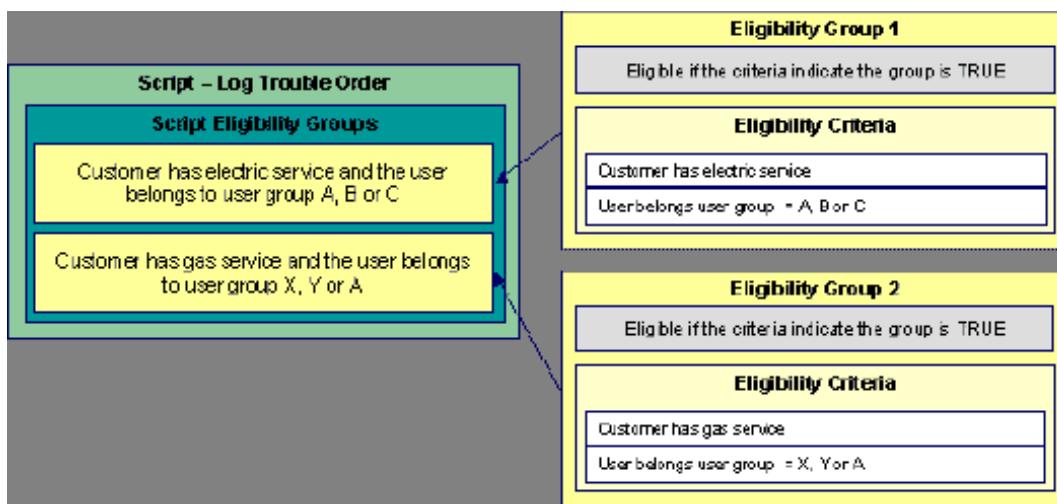 Script – Log Trouble Order
Script Eligibility Groups
Customer has electric service and the user
belongs to user group A, B or C
Customer has gas service and the user belongs
to user group X, Y or A
Eligibility Group 1
Eligible if the criteria indicate the group is TRUE
Eligibility Criteria
Customer has electric service
User belongs user group = A, B or C
Eligibility Group 2
Eligible if the criteria indicate the group is TRUE
Eligibility Criteria
Customer has gas service
User belongs user group = X, Y or A